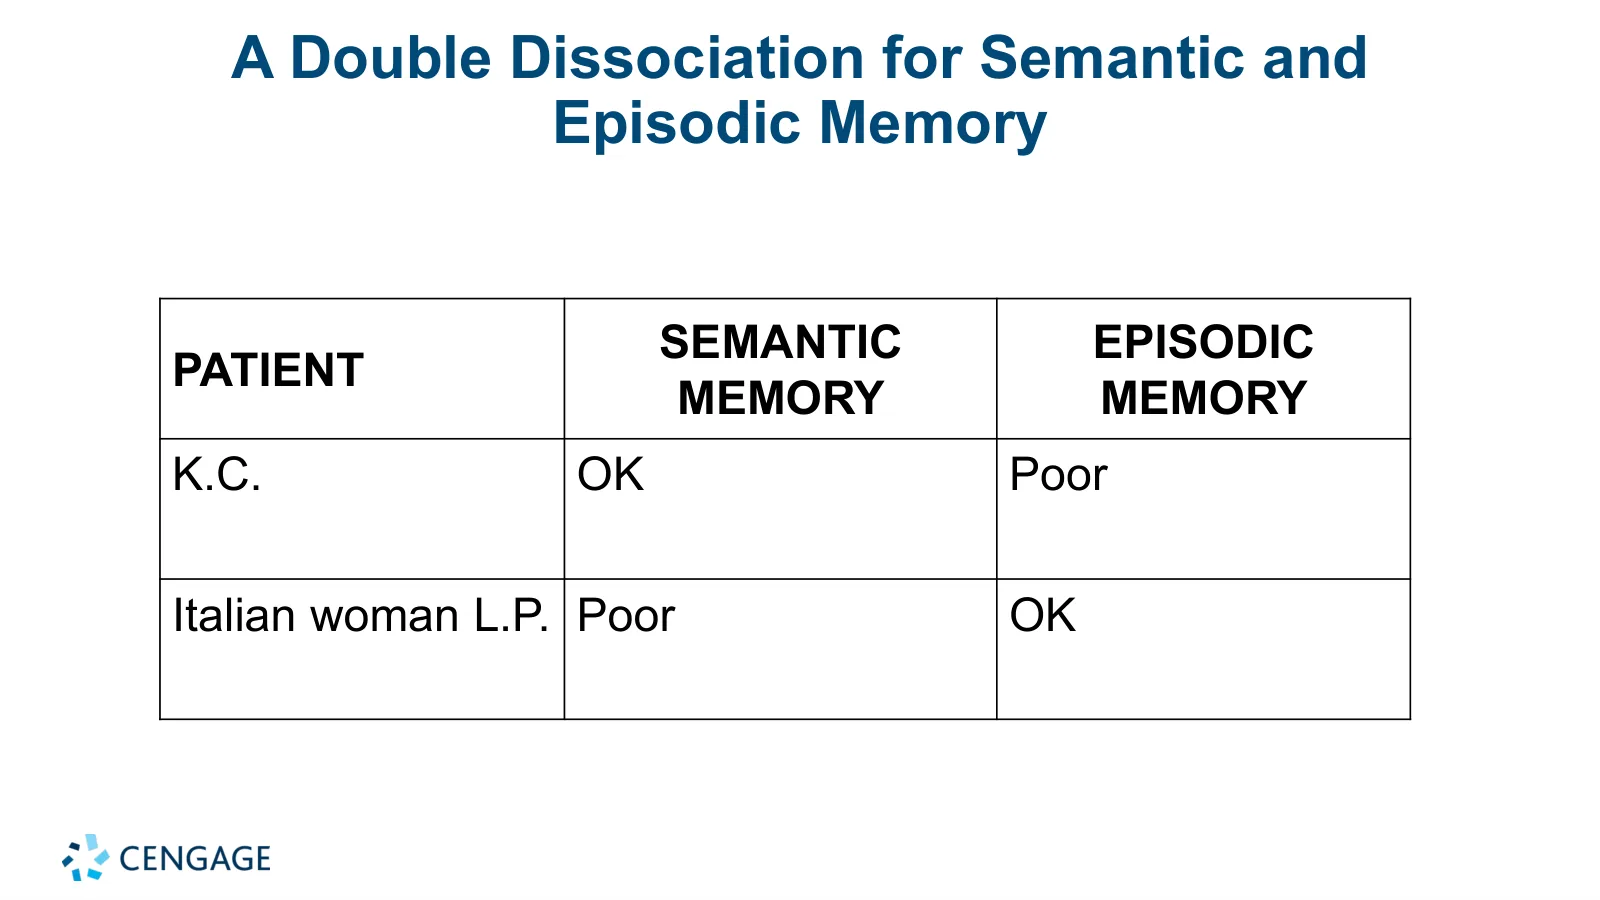 A Double Dissociation for Semantic and
Episodic Memory
PATIENT
SEMANTIC
MEMORY
EPISODIC
MEMORY
K.C.
OK
Poor
Italian woman L.P.
Poor
OK
CENGAGE